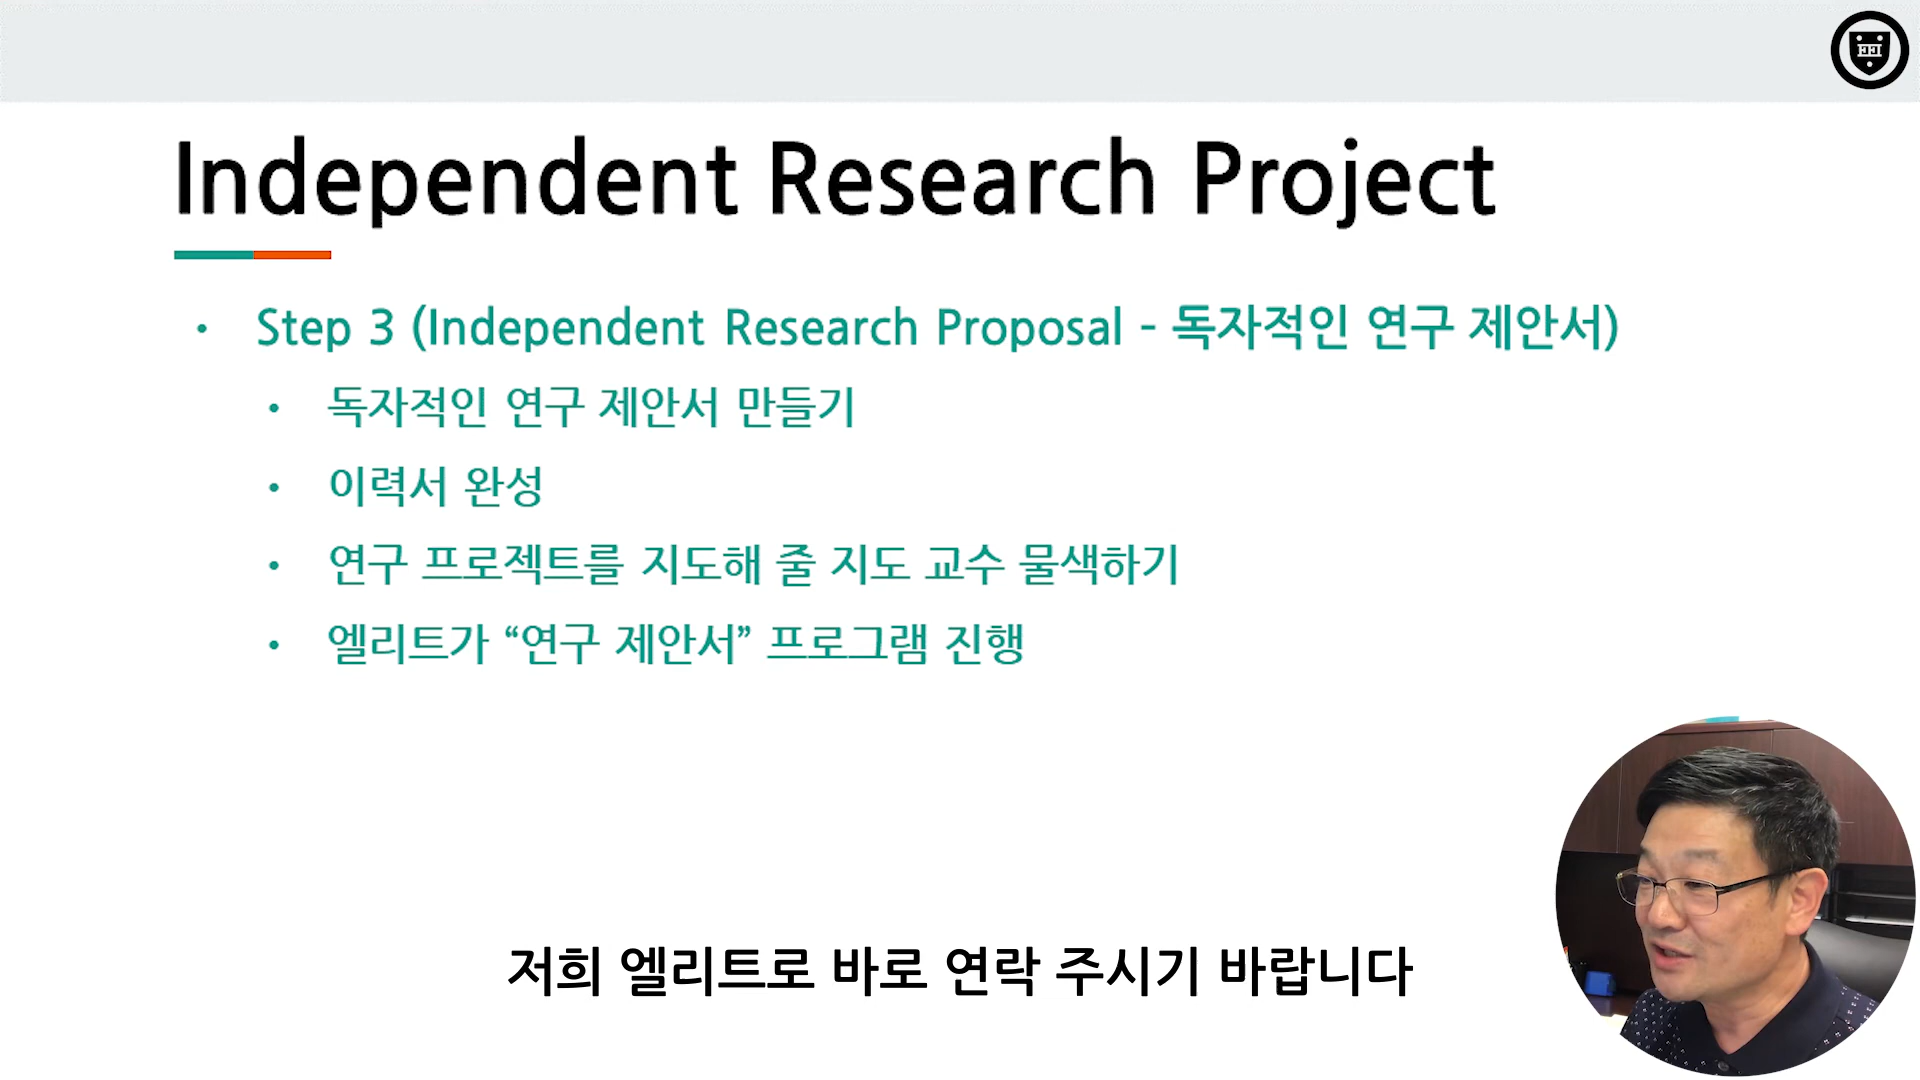 EEI
Independent Research Project
• Step 3 (Independent Research Proposal - 독자적인 연구 제안서)
• 독자적인 연구 제안서 만들기
• 이력서 완성
• 연구 프로젝트를 지도해 줄 지도 교수 물색하기
• 엘리트가 “연구 제안서” 프로그램 진행
저희 엘리트로 바로 연락 주시기 바랍니다